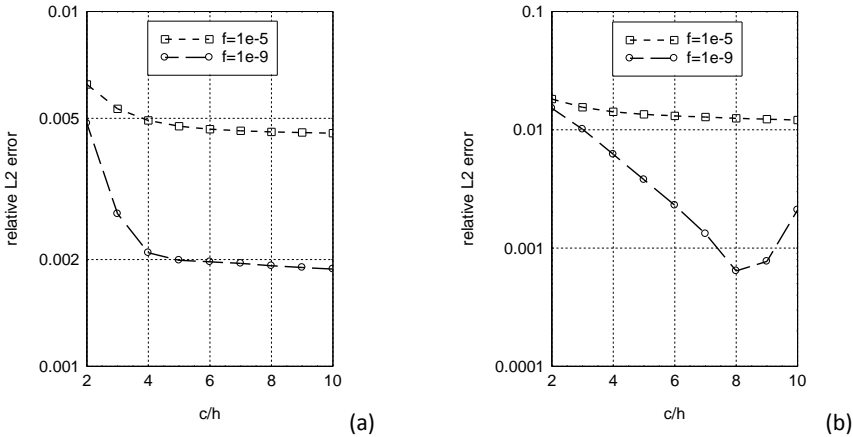 0.01
0.005
0.002
0.001
relative L2 error
f=1e-5
f=1e-9
2 4 6 8 10
c/h
(a)
0.1
0.01
0.001
0.0001
relative L2 error
f=1e-5
f=1e-9
2 4 6 8 10
c/h
(b)